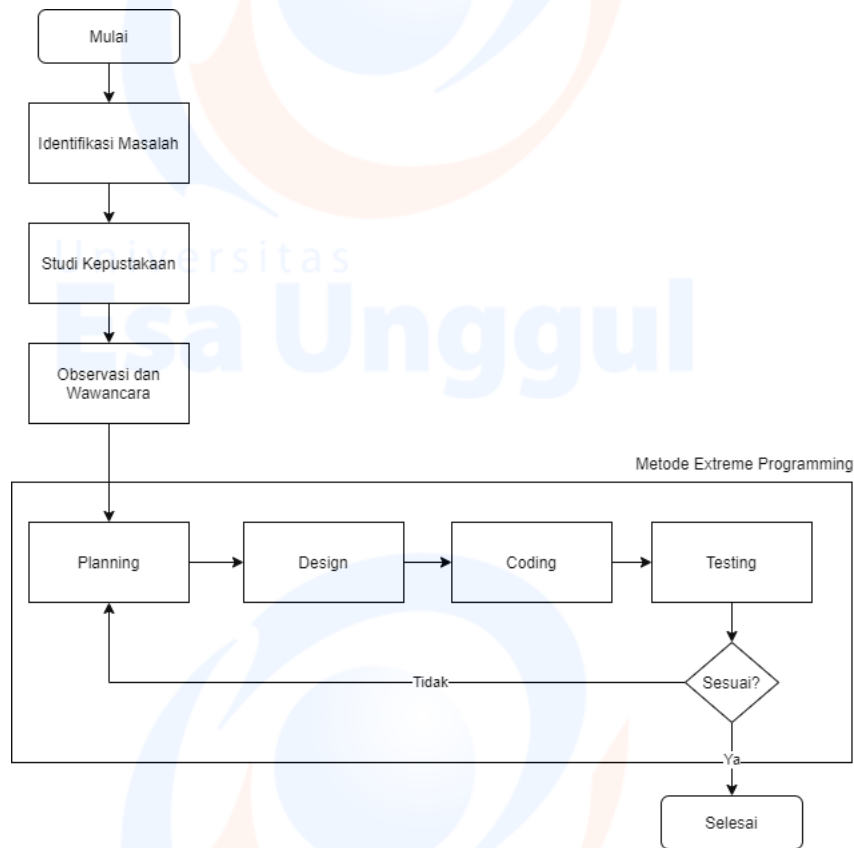 Mulai
Identifikasi Masalah
Universitas
Esa Unggul
Studi Kepustakaan
Observasi dan
Wawancara
Metode Extreme Programming
Planning
Design
Coding
Testing
Sesuai?
Tidak
Ya
Selesai